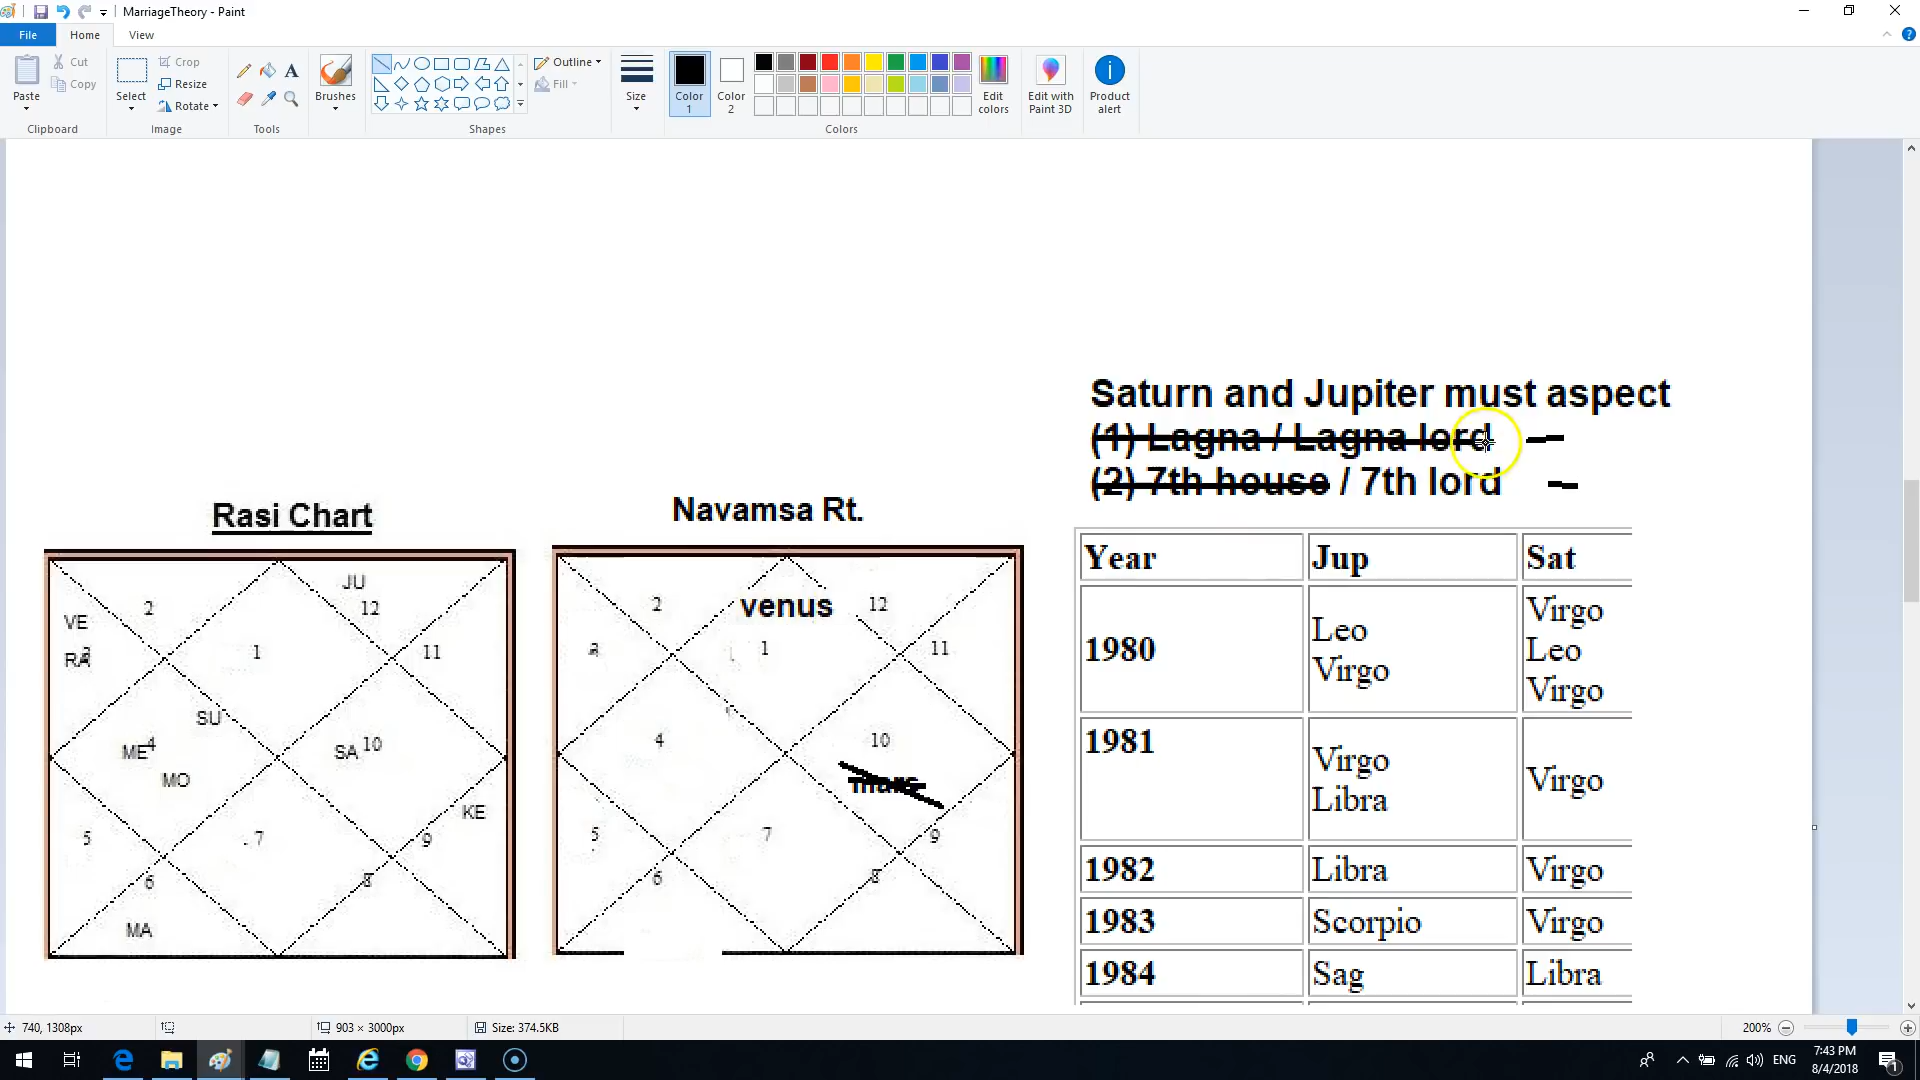 MarriageTheory - Paint
File
Home
View
Paste
Cut
Copy
Clipboard
Select
Crop
Resize
Rotate
Image
A
Tools
Brushes
Outline
Fill
Shapes
Size
Color 1
Color 2
Edit colors
Colors
Edit with Paint 3D
Product alert
Saturn and Jupiter must aspect
(1) Lagna / Lagna lord
(2) 7th house / 7th lord
Rasi Chart
JU
12
VE
2
RA
1
11
SU
ME 4
SA 10
MO
KE
5
7
9
6
8
MA
Navamsa Rt.
2
venus
12
3
1
11
4
10
5
7
9
6
8
Year Jup Sat
1980
Leo
Virgo
Virgo
Leo
Virgo
1981
Virgo
Libra
Virgo
1982 Libra Virgo
1983 Scorpio Virgo
1984 Sag Libra
740, 1308px
903 × 3000px
Size: 374.5KB
200%
ENG
7:43 PM
8/4/2018
1